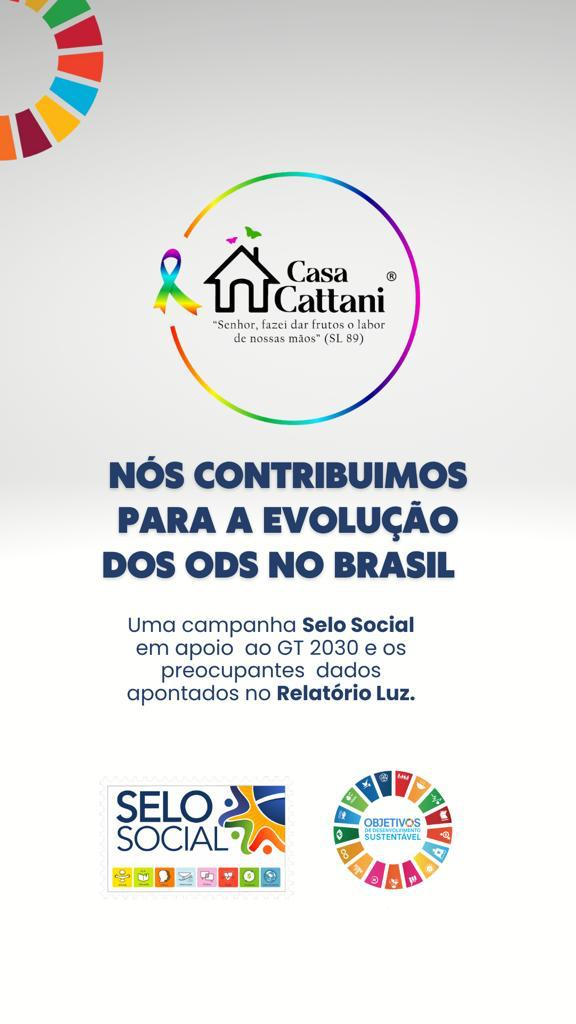 Casa
Cattani ®
“Senhor, fazei dar frutos o labor
de nossas mãos” (SL 89)
NÓS CONTRIBUIMOS
PARA A EVOLUÇÃO
DOS ODS NO BRASIL
Uma campanha Selo Social
em apoio ao GT 2030 e os
preocupantes dados
apontados no Relatório Luz.
SELO
SOCIAL
OBJETIVOS
DE DESENVOLVIMENTO
SUSTENTÁVEL